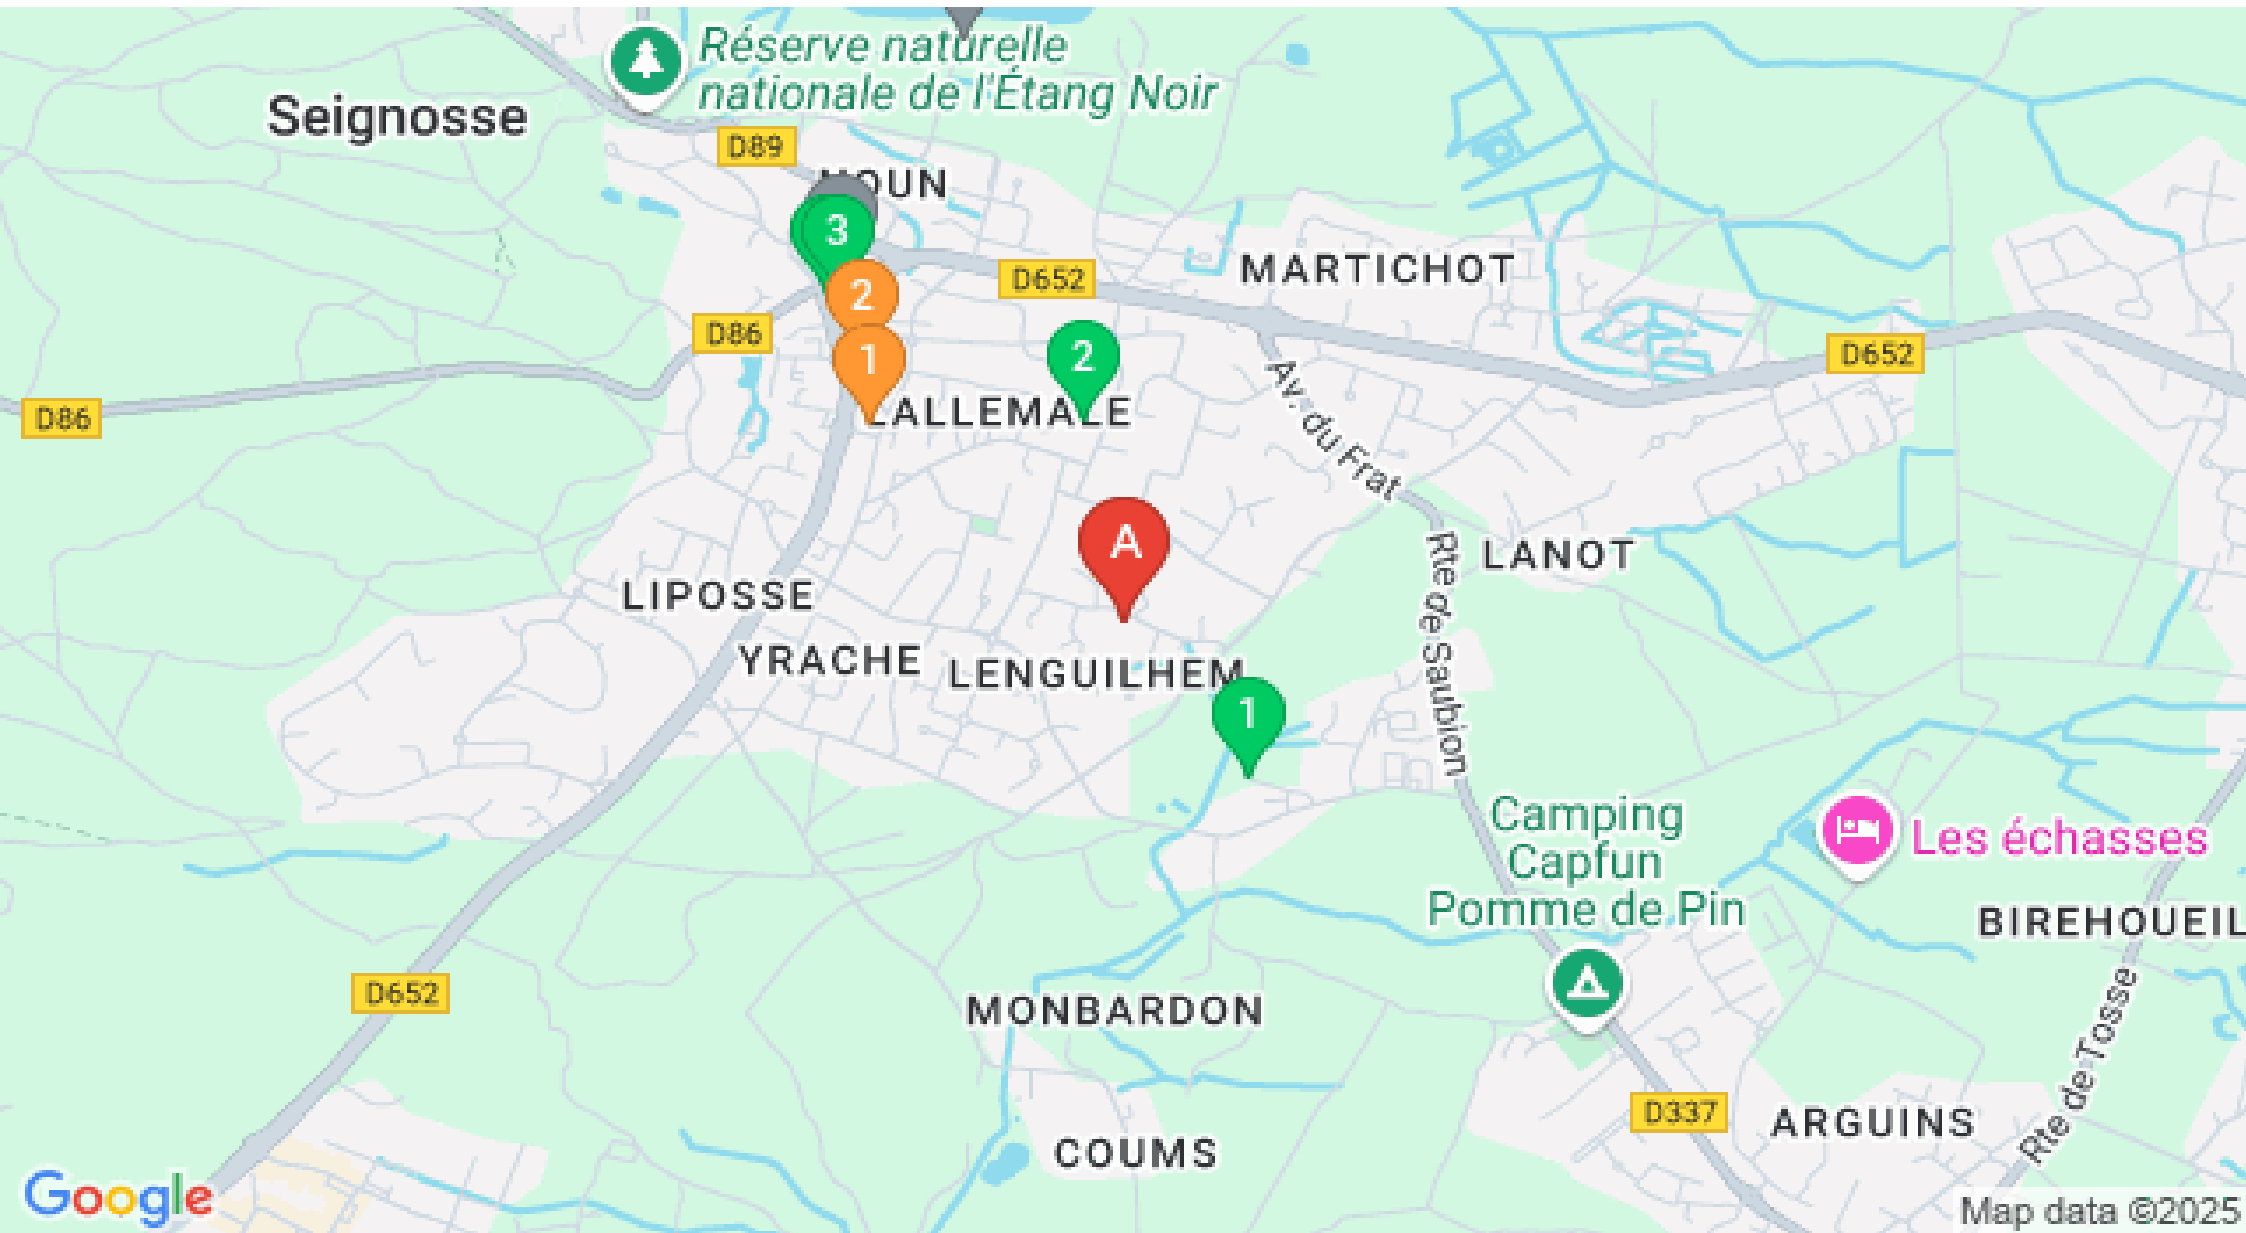 Réserve naturelle
nationale de l'Étang Noir
Seignosse
D89
MOUN
3
D652
MARTICHOT
2
D86
1
2
D652
D86
LALLEMALE
Av. du Frat
A
LANOT
Rte de Saubion
LIPOSSE
YRACHE
LENGUILHEM
1
Camping
Capfun
Pomme de Pin
Les échasses
BIREHOUEIL
D652
MONBARDON
Rte de Tosse
D337
ARGUINS
COUMS
Google
Map data ©2025